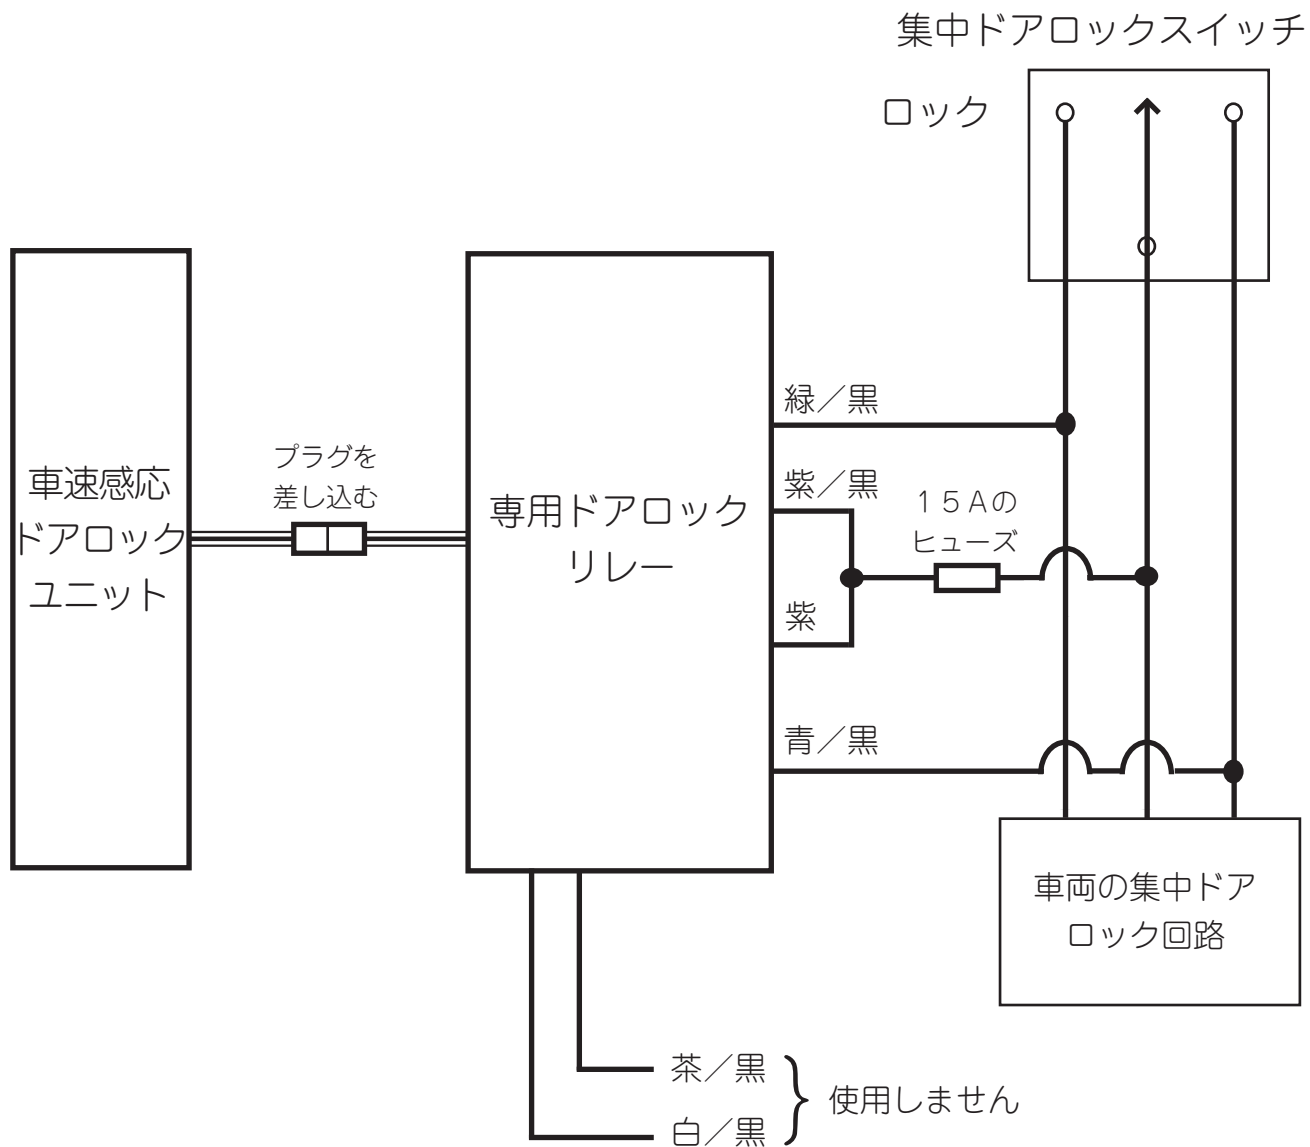 集中ドアロックスイッチ
ロック
車速感応
ドアロック
ユニット
プラグを
差し込む
専用ドアロック
リレー
緑／黒
紫／黒
１５Ａの
ヒューズ
紫
青／黒
車両の集中ドア
ロック回路
茶／黒
白／黒
使用しません